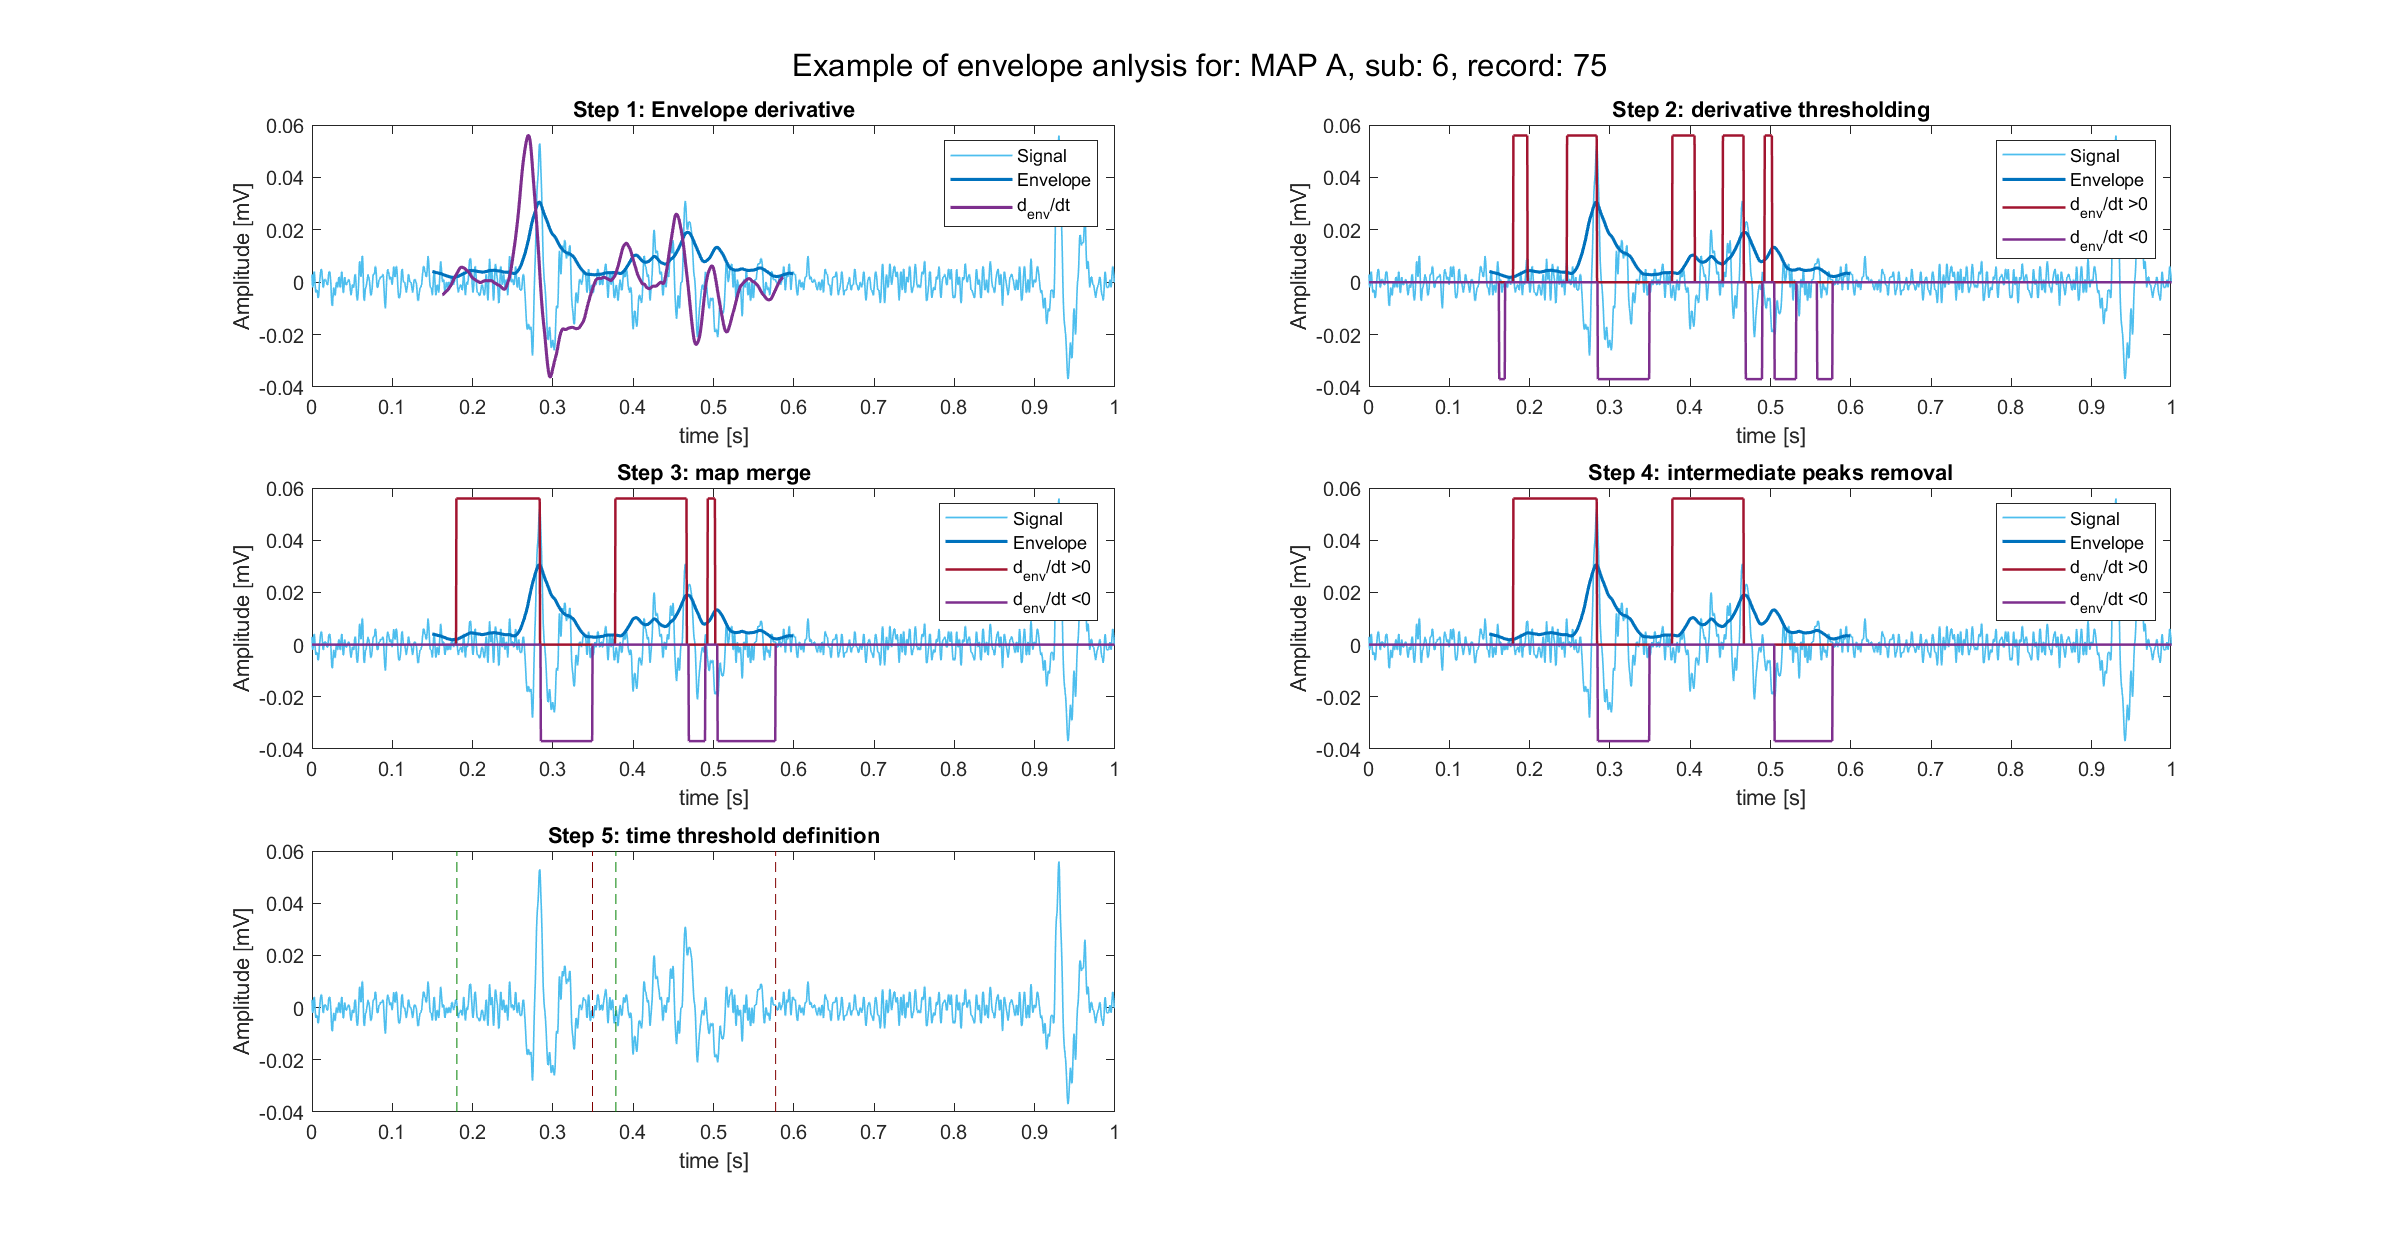 Example of envelope anlysis for: MAP A, sub: 6, record: 75
Step 1: Envelope derivative
Amplitude [mV]
0.06
0.04
0.02
0
-0.02
-0.04
0 0.1 0.2 0.3 0.4 0.5 0.6 0.7 0.8 0.9 1
time [s]
Signal
Envelope
d_env/dt
Step 2: derivative thresholding
Amplitude [mV]
0.06
0.04
0.02
0
-0.02
-0.04
0 0.1 0.2 0.3 0.4 0.5 0.6 0.7 0.8 0.9 1
time [s]
Signal
Envelope
d_env/dt >0
d_env/dt <0
Step 3: map merge
Amplitude [mV]
0.06
0.04
0.02
0
-0.02
-0.04
0 0.1 0.2 0.3 0.4 0.5 0.6 0.7 0.8 0.9 1
time [s]
Signal
Envelope
d_env/dt >0
d_env/dt <0
Step 4: intermediate peaks removal
Amplitude [mV]
0.06
0.04
0.02
0
-0.02
-0.04
0 0.1 0.2 0.3 0.4 0.5 0.6 0.7 0.8 0.9 1
time [s]
Signal
Envelope
d_env/dt >0
d_env/dt <0
Step 5: time threshold definition
Amplitude [mV]
0.06
0.04
0.02
0
-0.02
-0.04
0 0.1 0.2 0.3 0.4 0.5 0.6 0.7 0.8 0.9 1
time [s]